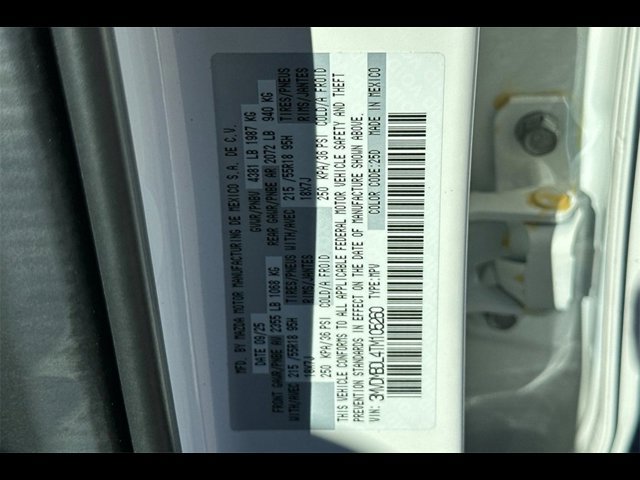 MFD. BY MAZDA MOTOR MANUFACTURING DE MEXICO S.A. DE C.V.
DATE 09/25 GVWR/PNBV 4381 LB 1987 KG
FRONT GAWR/PNBE AV 2355 LB 1068 KG REAR GAWR/PNBE AR 2072 LB 940 KG
WITH/AVEC 215 /55R18 95H TIRES/PNEUS WITH/AVEC 215 /55R18 95H TIRES/PNEUS
18X7J RIMS/JANTES 18X7J RIMS/JANTES
250 KPA/36 PSI COLD/A FROID 250 KPA/36 PSI COLD/A FROID
THIS VEHICLE CONFORMS TO ALL APPLICABLE FEDERAL MOTOR VEHICLE SAFETY AND THEFT
PREVENTION STANDARDS IN EFFECT ON THE DATE OF MANUFACTURE SHOWN ABOVE.
VIN: TYPE:MPV COLOR CODE:25D MADE IN MEXICO